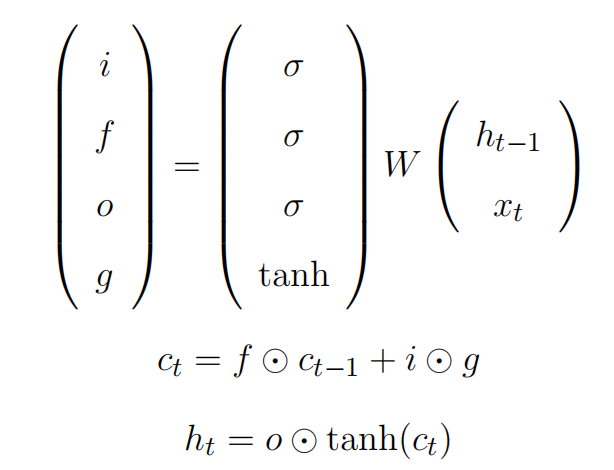 ( i f o g ) = ( σ σ σ tanh ) W ( h_{t−1} x_t )
c_t = f ⊙ c_{t−1} + i ⊙ g
h_t = o ⊙ tanh(c_t)